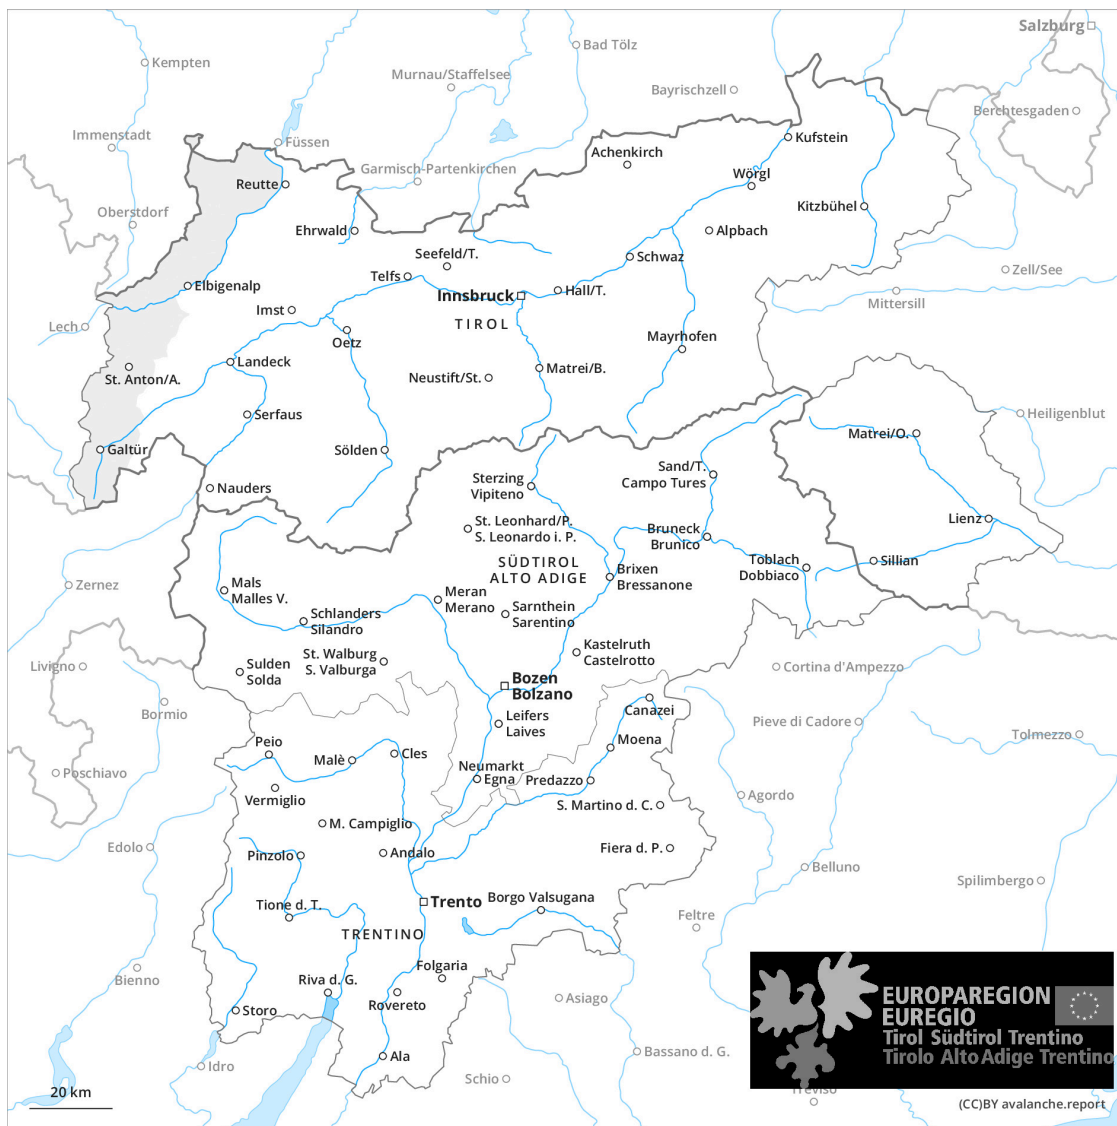 Salzburg
Bad Tölz
Kempten
Murnau/Staffelsee
Bayrischzell
Berchtesgaden
Immenstadt
Füssen
Kufstein
Achenkirch
Garmisch-Partenkirchen
Wörgl
Reutte
Kitzbühel
Oberstdorf
Ehrwald
Alpbach
Seefeld/T.
Schwaz
Zell/See
Telfs
Elbigenalp
Innsbruck
Hall/T.
Mittersill
Imst
TIROL
Lech
Oetz
Mayrhofen
Landeck
Matrei/B.
St. Anton/A.
Neustift/St.
Serfaus
Heiligenblut
Matrei/O.
Galtür
Sölden
Sand/T.
Campo Tures
Sterzing
Vipiteno
Nauders
St. Leonhard/P.
S. Leonardo i. P.
Lienz
Bruneck
Brunico
SÜDTIROL
ALTO ADIGE
Toblach
Dobbiaco
Sillian
Brixen
Bressanone
Zernez
Mals
Malles V.
Meran
Merano
Sarnthein
Sarentino
Schlanders
Silandro
Kastelruth
Castelrotto
St. Walburg
S. Valburga
Livigno
Sulden
Solda
Cortina d'Ampezzo
Bozen
Bolzano
Canazei
Bormio
Leifers
Laives
Pieve di Cadore
Tolmezzo
Moena
Peio
Cles
Malè
Neumarkt
Egna
Predazzo
Poschiavo
Vermiglio
Agordo
S. Martino d. C.
M. Campiglio
Edolo
Pinzolo
Andalo
Fiera d. P.
Belluno
Spilimbergo
Tione d. T.
Trento
Borgo Valsugana
Feltre
TRENTINO
Folgaria
Bienno
Riva d. G.
Rovereto
Asiago
Storo
EUROPAREGION
EUREGIO
Tirol Südtirol Trentino
Tirolo Alto Adige Trentino
Idro
Ala
Bassano d. G.
Schio
Treviso
20 km
(CC)BY avalanche.report